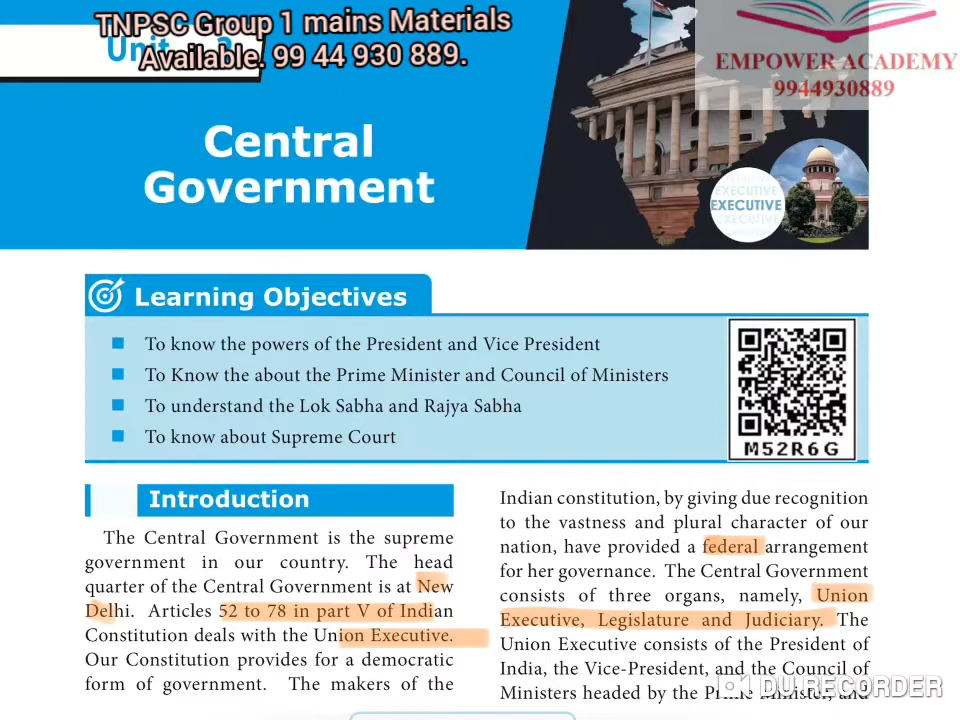 TNPSC Group 1 mains Materials
Available. 99 44 930 889.
EMPOWER ACADEMY
9944930889
Central
Government
EXECUTIVE
EXECUTIVE
EXECUTIVE
Learning Objectives
To know the powers of the President and Vice President
To Know the about the Prime Minister and Council of Ministers
To understand the Lok Sabha and Rajya Sabha
To know about Supreme Court
M52R6G
Introduction
The Central Government is the supreme
government in our country. The head
quarter of the Central Government is at New
Delhi. Articles 52 to 78 in part V of Indian
Constitution deals with the Union Executive.
Our Constitution provides for a democratic
form of government. The makers of the
Indian constitution, by giving due recognition
to the vastness and plural character of our
nation, have provided a federal arrangement
for her governance. The Central Government
consists of three organs, namely, Union
Executive, Legislature and Judiciary. The
Union Executive consists of the President of
India, the Vice-President, and the Council of
Ministers headed by the Prime Minister, and
DU RECORDER